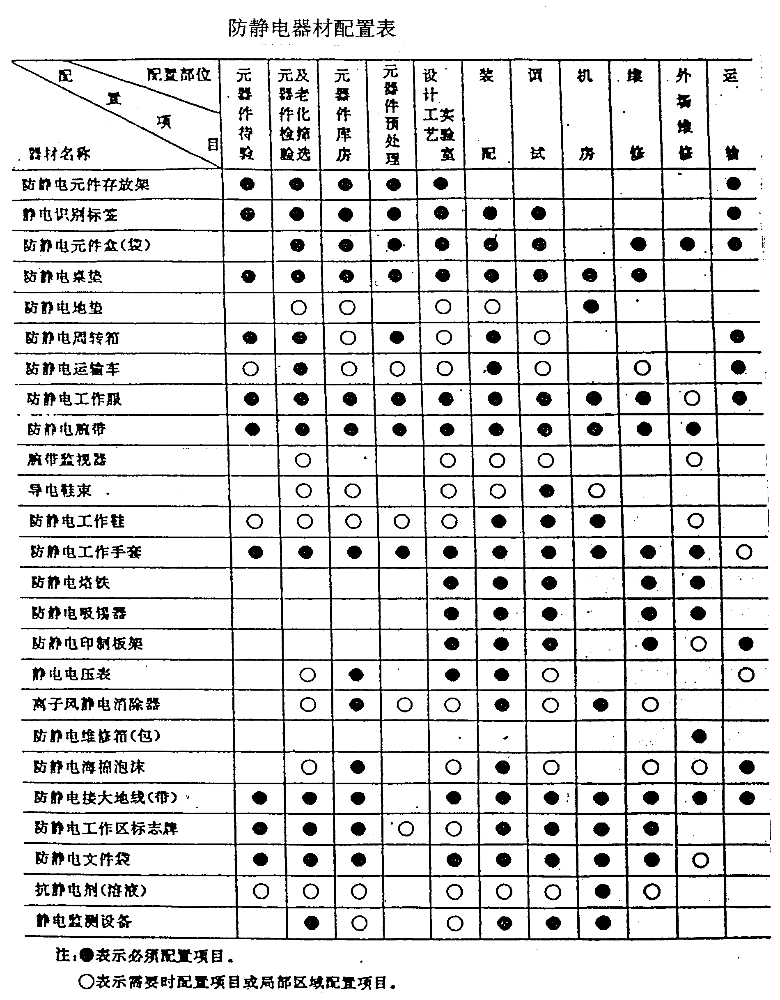 防静电器材配置表
配置项目 配置部位 元器件待验 元器件检验及老化筛选 元器件库房 元器件预处理 设计工艺实验室 装配 调试 机房 维修 外场维修 运输
器材名称
防静电元件存放架 ● ● ● ● ● ●
静电识别标签 ● ● ● ● ● ● ● ●
防静电元件盒(袋) ● ● ● ● ● ● ● ● ●
防静电桌垫 ● ● ● ● ● ● ● ● ●
防静电地垫 ○ ○ ○ ○ ●
防静电周转箱 ● ● ○ ● ○ ● ○ ●
防静电运输车 ○ ● ○ ○ ○ ● ○ ○ ●
防静电工作服 ● ● ● ● ● ● ● ● ● ○ ●
防静电腕带 ● ● ● ● ● ● ● ● ● ●
腕带监视器 ○ ○ ○ ○ ○
导电鞋束 ○ ○ ○ ○ ● ○
防静电工作鞋 ○ ○ ○ ○ ○ ● ● ● ○
防静电工作手套 ● ● ● ● ● ● ● ● ● ● ○
防静电烙铁 ● ● ● ● ●
防静电吸锡器 ● ● ● ● ●
防静电印制板架 ● ● ● ● ○ ●
静电电压表 ○ ● ● ● ○ ○
离子风静电消除器 ○ ● ○ ○ ● ○ ● ○
防静电维修箱(包) ●
防静电海棉泡沫 ○ ● ○ ● ○ ○ ○ ●
防静电接大地线(带) ● ● ● ● ● ● ● ● ● ●
防静电工作区标志牌 ● ● ● ○ ○ ● ● ● ●
防静电文件袋 ● ● ● ● ● ● ● ● ○
抗静电剂(溶液) ○ ○ ○ ○ ○ ○ ● ○
静电监测设备 ● ○ ○ ● ● ●
注:●表示必须配置项目。
○表示需要时配置项目或局部区域配置项目。